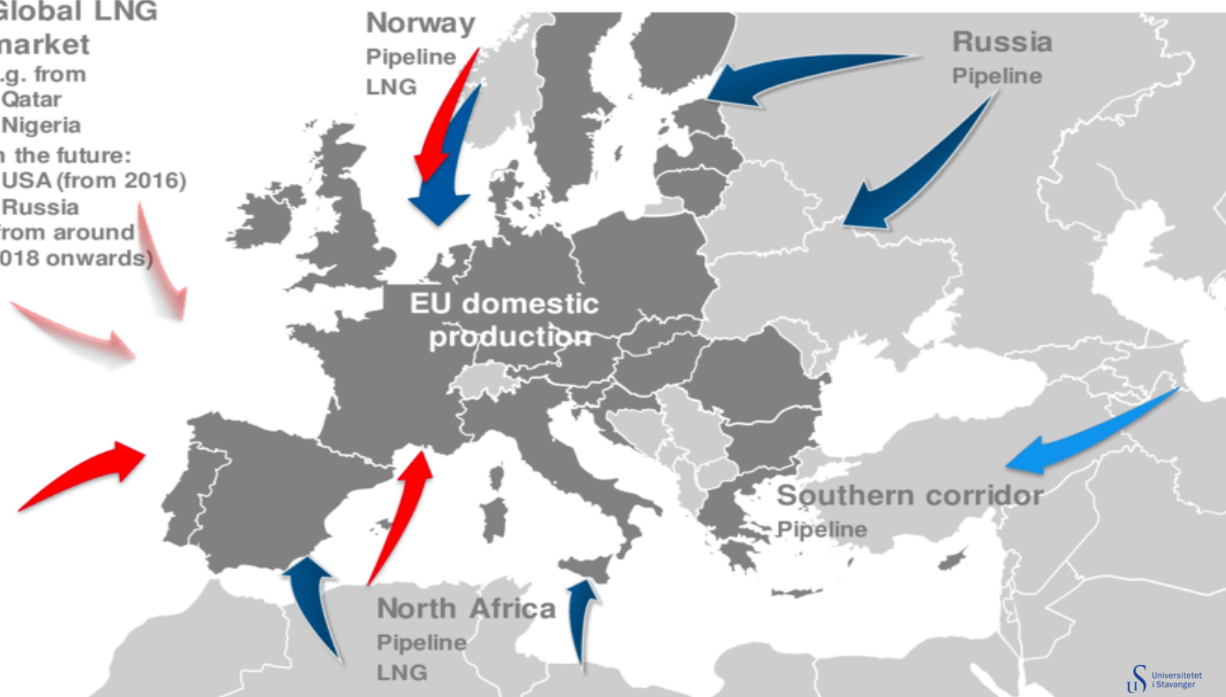 Global LNG
market
.g. from
Qatar
Nigeria
n the future:
USA (from 2016)
Russia
from around
018 onwards)
Norway
Pipeline
LNG
Russia
Pipeline
EU domestic
production
Southern corridor
Pipeline
North Africa
Pipeline
LNG
uS Universitetet
i Stavanger